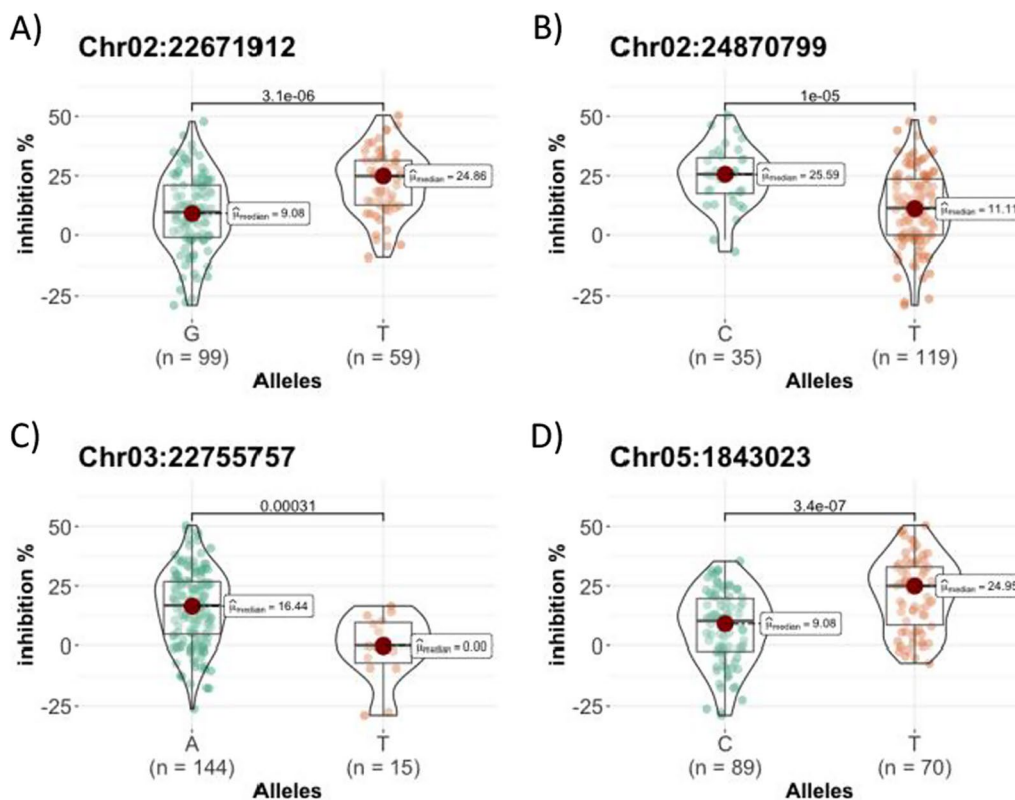 A)
Chr02:22671912
inhibition %
50
25
0
-25
3.1e-06
μ̂median = 9.08
μ̂median = 24.86
G
(n = 99)
T
(n = 59)
Alleles
B)
Chr02:24870799
inhibition %
50
25
0
-25
1e-05
μ̂median = 25.59
μ̂median = 11.11
C
(n = 35)
T
(n = 119)
Alleles
C)
Chr03:22755757
inhibition %
50
25
0
-25
0.00031
μ̂median = 16.44
μ̂median = 0.00
A
(n = 144)
T
(n = 15)
Alleles
D)
Chr05:1843023
inhibition %
50
25
0
-25
3.4e-07
μ̂median = 9.08
μ̂median = 24.95
C
(n = 89)
T
(n = 70)
Alleles